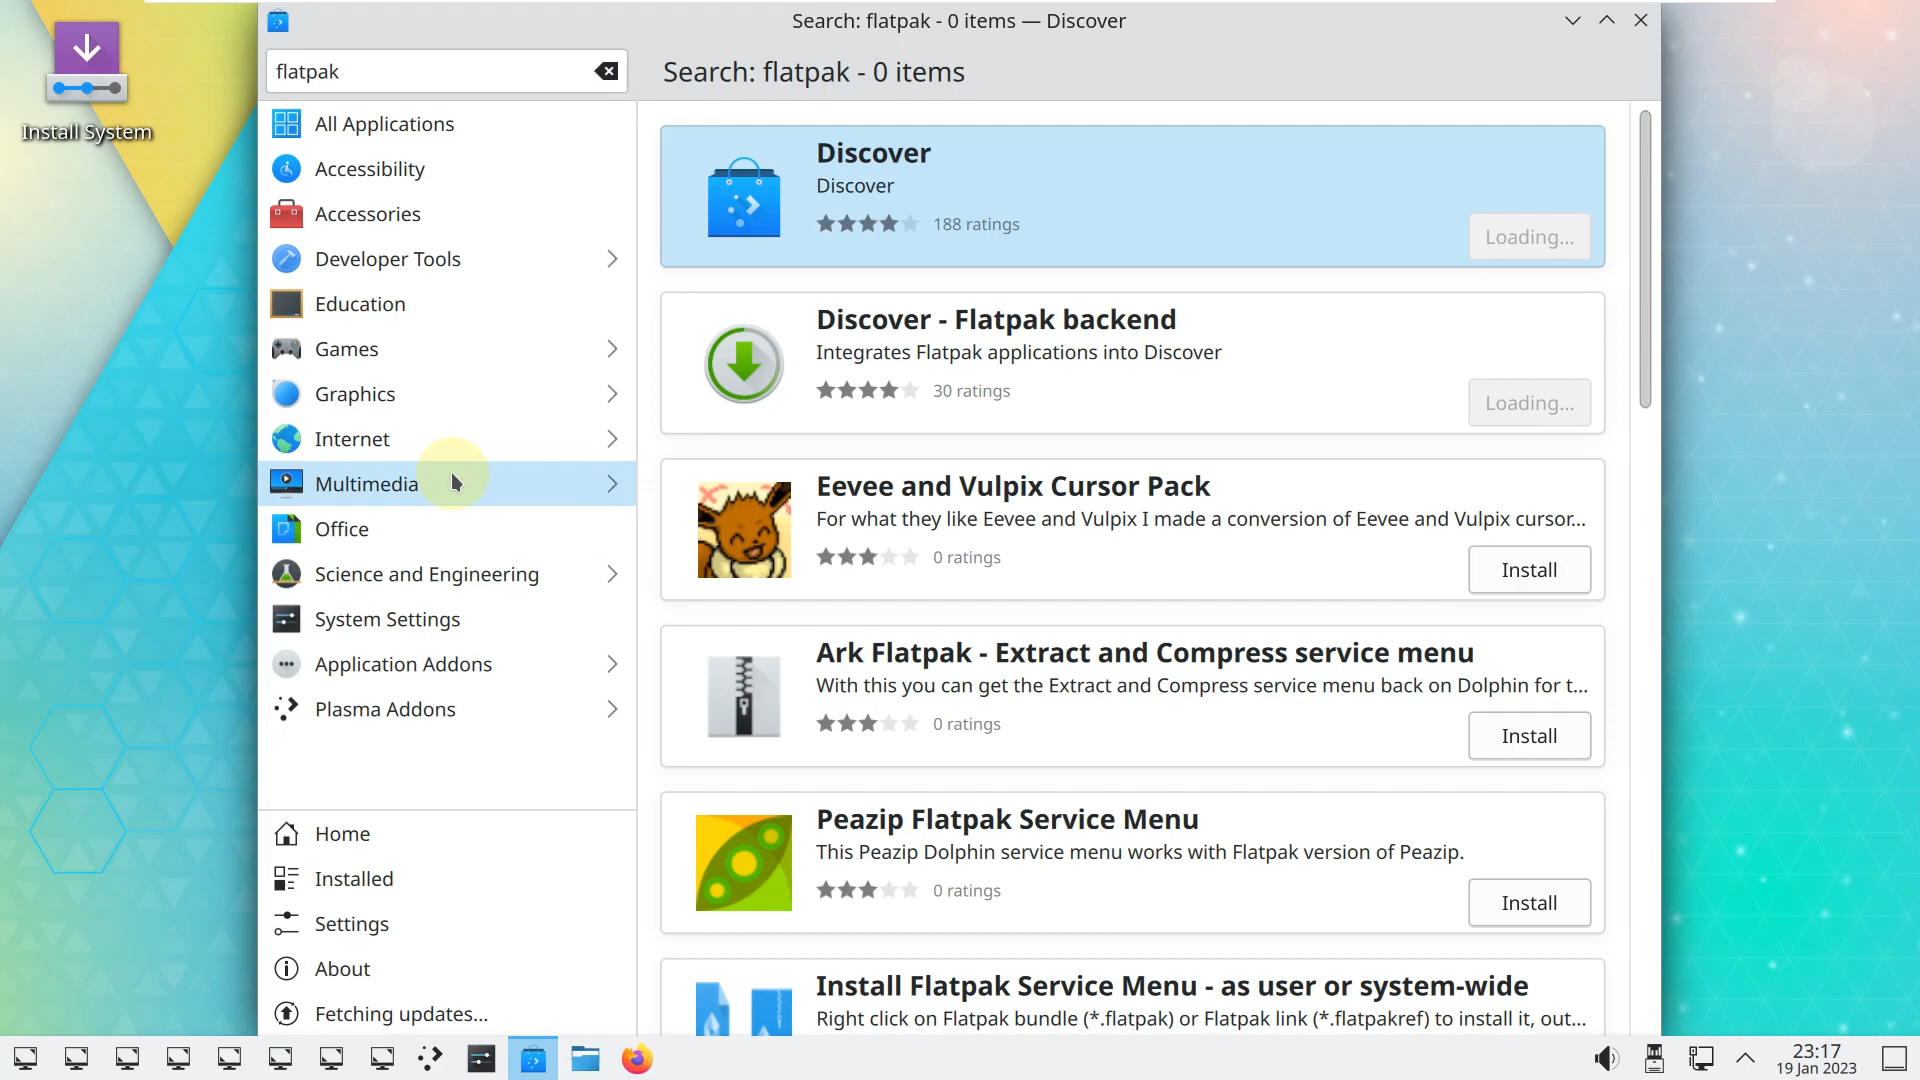 Install System
Search: flatpak - 0 items — Discover
flatpak
Search: flatpak - 0 items
All Applications
Accessibility
Accessories
Developer Tools
Education
Games
Graphics
Internet
Multimedia
Office
Science and Engineering
System Settings
Application Addons
Plasma Addons
Home
Installed
Settings
About
Fetching updates...
Discover
Discover
188 ratings
Loading...
Discover - Flatpak backend
Integrates Flatpak applications into Discover
30 ratings
Loading...
Eevee and Vulpix Cursor Pack
For what they like Eevee and Vulpix I made a conversion of Eevee and Vulpix cursor...
0 ratings
Install
Ark Flatpak - Extract and Compress service menu
With this you can get the Extract and Compress service menu back on Dolphin for t...
0 ratings
Install
Peazip Flatpak Service Menu
This Peazip Dolphin service menu works with Flatpak version of Peazip.
0 ratings
Install
Install Flatpak Service Menu - as user or system-wide
Right click on Flatpak bundle (*.flatpak) or Flatpak link (*.flatpakref) to install it, out...
23:17
19 Jan 2023